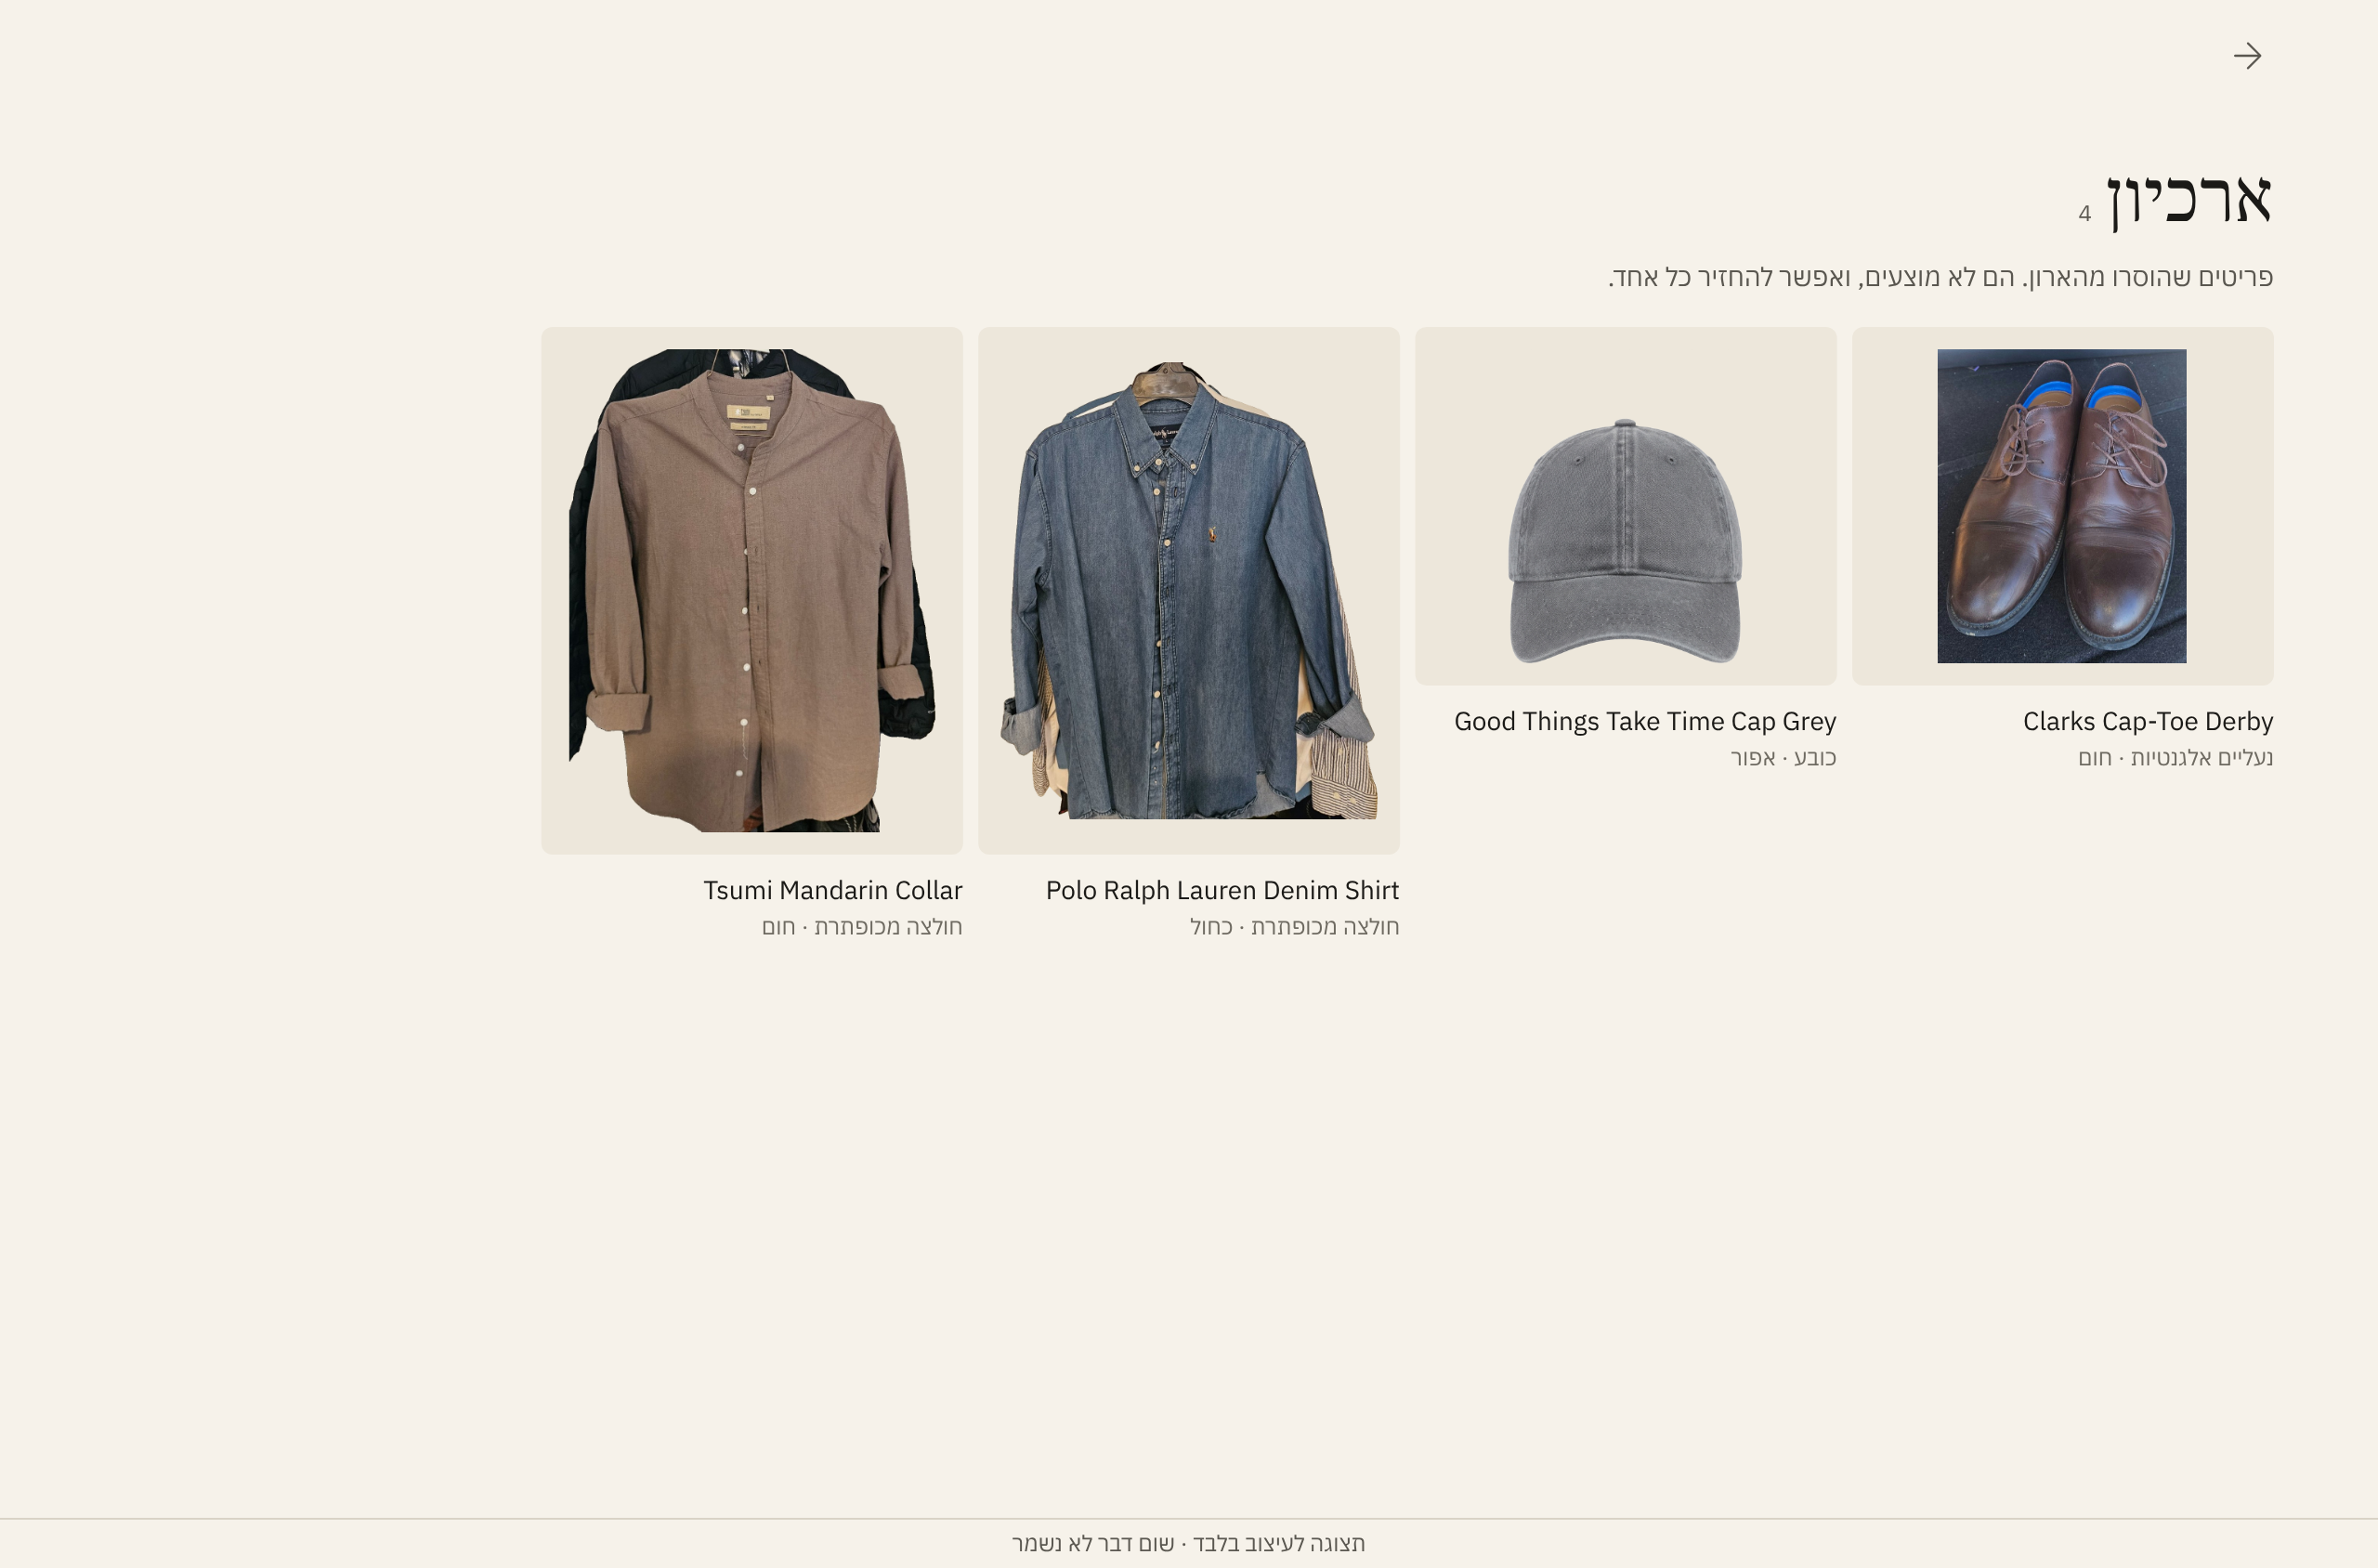 ארכיון 4
פריטים שהוסרו מהארון. הם לא מוצעים, ואפשר להחזיר כל אחד.
Clarks Cap-Toe Derby
נעליים אלגנטיות · חום
Good Things Take Time Cap Grey
כובע · אפור
Polo Ralph Lauren Denim Shirt
חולצה מכופתרת · כחול
Tsumi Mandarin Collar
חולצה מכופתרת · חום
תצוגה לעיצוב בלבד · שום דבר לא נשמר